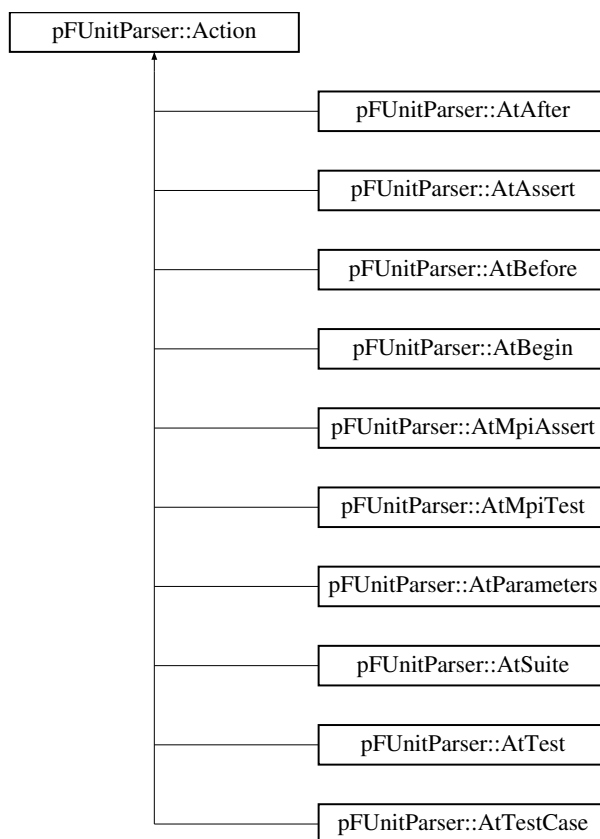 pFUnitParser::Action
pFUnitParser::AtAfter
pFUnitParser::AtAssert
pFUnitParser::AtBefore
pFUnitParser::AtBegin
pFUnitParser::AtMpiAssert
pFUnitParser::AtMpiTest
pFUnitParser::AtParameters
pFUnitParser::AtSuite
pFUnitParser::AtTest
pFUnitParser::AtTestCase